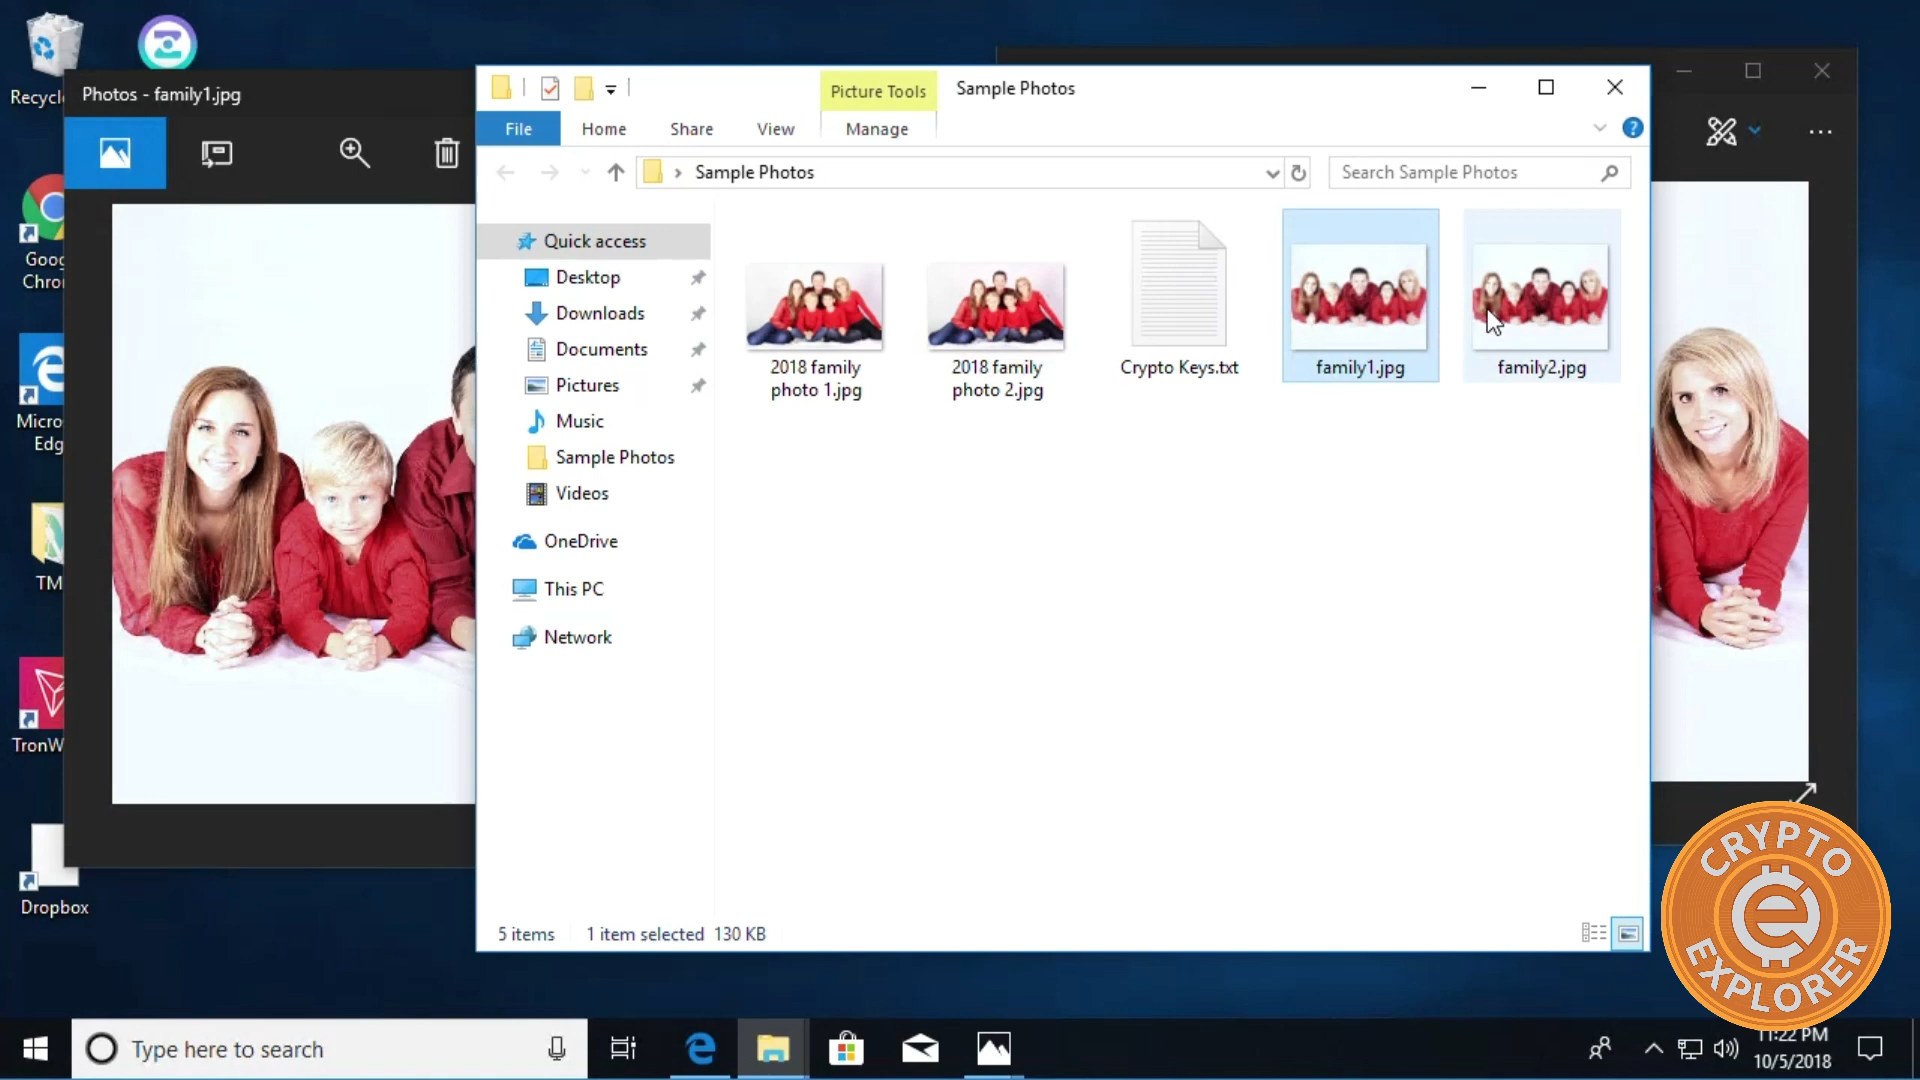 Recycl
Photos - family1.jpg
Picture Tools
Sample Photos
File
Home
Share
View
Manage
Sample Photos
Search Sample Photos
Quick access
Desktop
Downloads
Documents
Pictures
Music
Sample Photos
Videos
OneDrive
This PC
Network
2018 family
photo 1.jpg
2018 family
photo 2.jpg
Crypto Keys.txt
family1.jpg
family2.jpg
Goog
Chron
Micro
Edg
TM
TronW
Dropbox
5 items
1 item selected 130 KB
CRYPTO
EXPLORER
Type here to search
11:22 PM
10/5/2018